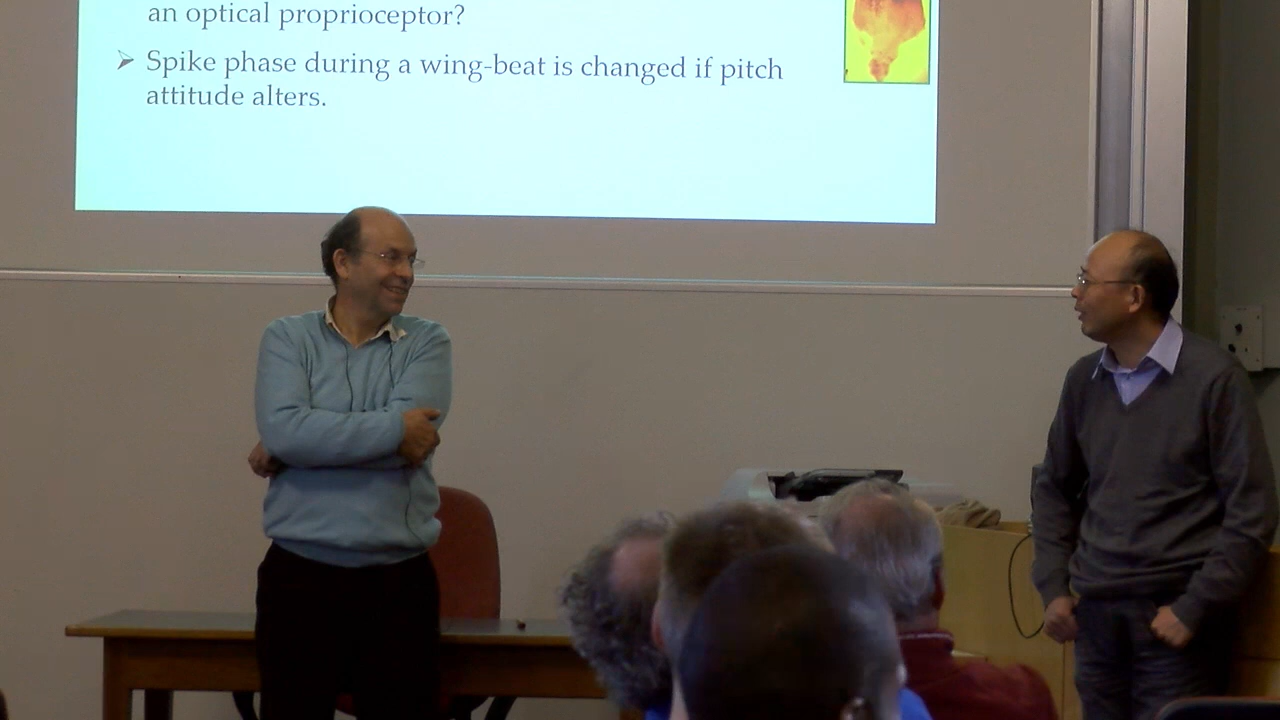 an optical proprioceptor?
➢ Spike phase during a wing-beat is changed if pitch
attitude alters.